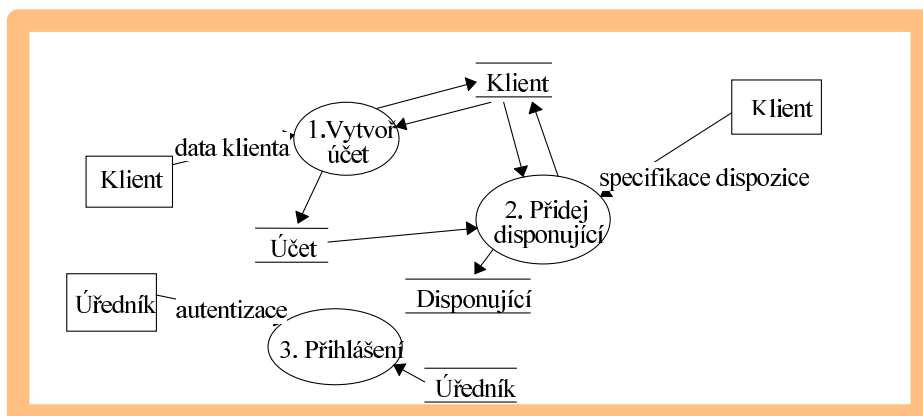 Klient
Klient
1.Vytvoř
účet
data klienta
Klient
specifikace dispozice
2. Přidej
disponující
Účet
Disponující
Úředník
autentizace
3. Přihlášení
Úředník